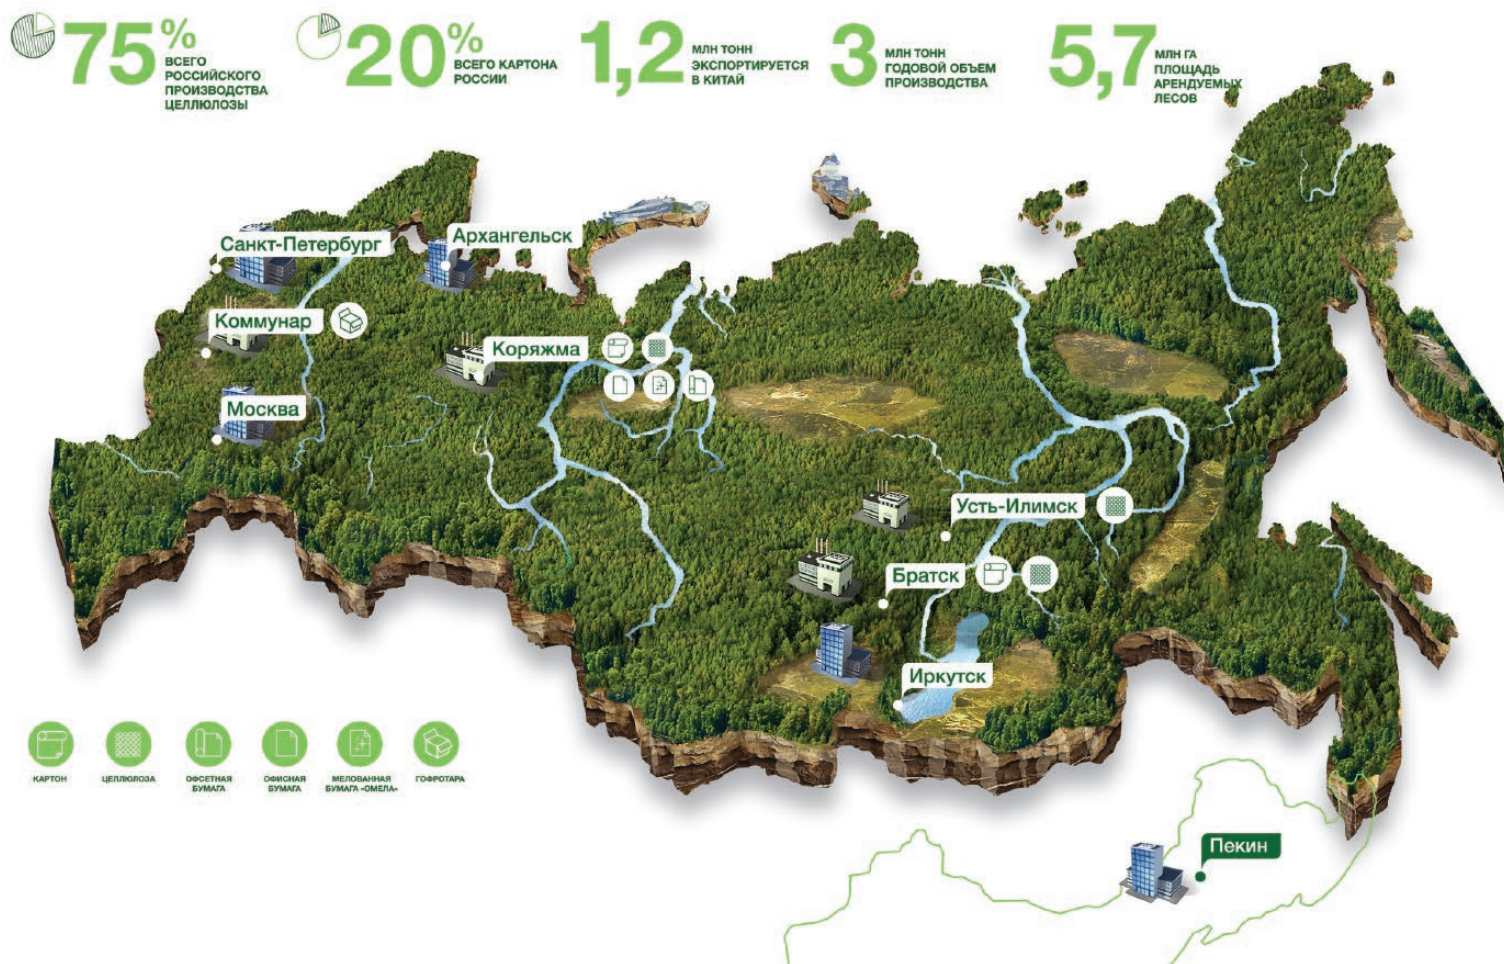 75%
ВСЕГО
РОССИЙСКОГО
ПРОИЗВОДСТВА
ЦЕЛЛЮЛОЗЫ
20%
ВСЕГО КАРТОНА
РОССИИ
1,2
МЛН ТОНН
ЭКСПОРТИРУЕТСЯ
В КИТАЙ
3
МЛН ТОНН
ГОДОВОЙ ОБЪЕМ
ПРОИЗВОДСТВА
5,7
МЛН ГА
ПЛОЩАДЬ
АРЕНДУЕМЫХ
ЛЕСОВ
Санкт-Петербург
Архангельск
Коммунар
Коряжма
Москва
Усть-Илимск
Братск
Иркутск
КАРТОН
ЦЕЛЛЮЛОЗА
ОФСЕТНАЯ
БУМАГА
ОФИСНАЯ
БУМАГА
МЕЛОВАННАЯ
БУМАГА «ОМЕЛА»
ГОФРОТАРА
Пекин